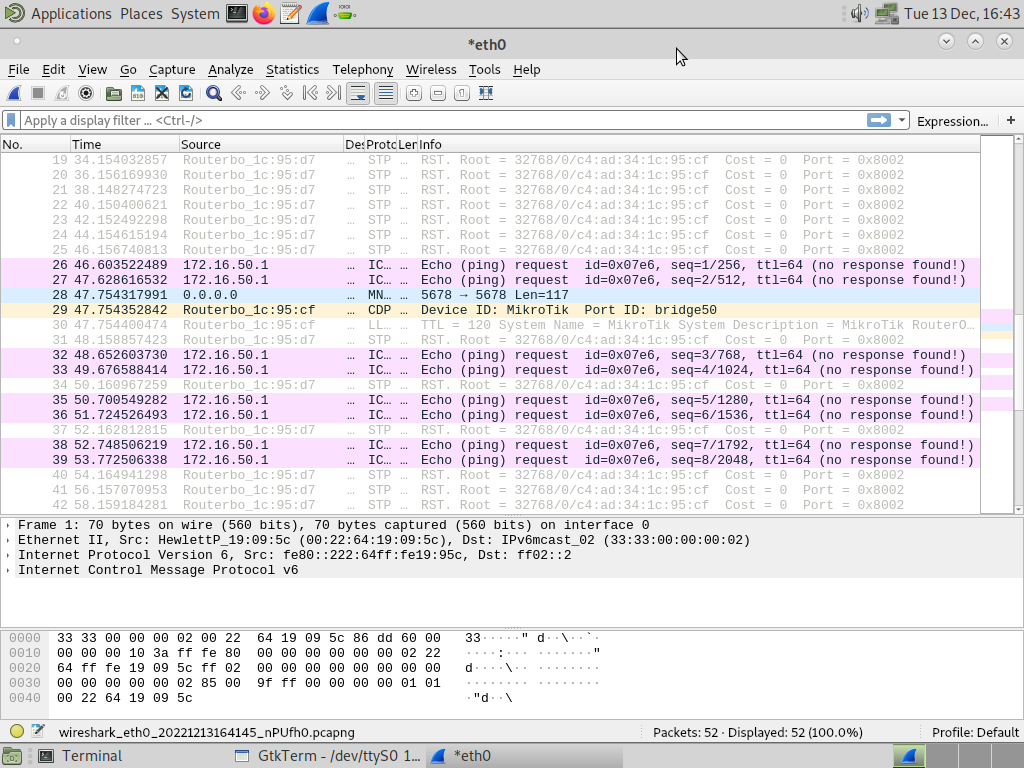 Applications Places System Tue 13 Dec, 16:43
*eth0
File Edit View Go Capture Analyze Statistics Telephony Wireless Tools Help
Apply a display filter … <Ctrl-/> Expression… +
No. Time Source Des Proto Len Info
19 34.154032857 Routerbo_1c:95:d7 … STP … RST. Root = 32768/0/c4:ad:34:1c:95:cf Cost = 0 Port = 0x8002
20 36.156169930 Routerbo_1c:95:d7 … STP … RST. Root = 32768/0/c4:ad:34:1c:95:cf Cost = 0 Port = 0x8002
21 38.148274723 Routerbo_1c:95:d7 … STP … RST. Root = 32768/0/c4:ad:34:1c:95:cf Cost = 0 Port = 0x8002
22 40.150400621 Routerbo_1c:95:d7 … STP … RST. Root = 32768/0/c4:ad:34:1c:95:cf Cost = 0 Port = 0x8002
23 42.152492298 Routerbo_1c:95:d7 … STP … RST. Root = 32768/0/c4:ad:34:1c:95:cf Cost = 0 Port = 0x8002
24 44.154615194 Routerbo_1c:95:d7 … STP … RST. Root = 32768/0/c4:ad:34:1c:95:cf Cost = 0 Port = 0x8002
25 46.156740813 Routerbo_1c:95:d7 … STP … RST. Root = 32768/0/c4:ad:34:1c:95:cf Cost = 0 Port = 0x8002
26 46.603522489 172.16.50.1 … IC… … Echo (ping) request id=0x07e6, seq=1/256, ttl=64 (no response found!)
27 47.628616532 172.16.50.1 … IC… … Echo (ping) request id=0x07e6, seq=2/512, ttl=64 (no response found!)
28 47.754317991 0.0.0.0 … MN… … 5678 → 5678 Len=117
29 47.754352842 Routerbo_1c:95:cf … CDP … Device ID: MikroTik Port ID: bridge50
30 47.754400474 Routerbo_1c:95:cf … LL… … TTL = 120 System Name = MikroTik System Description = MikroTik RouterO…
31 48.158857423 Routerbo_1c:95:d7 … STP … RST. Root = 32768/0/c4:ad:34:1c:95:cf Cost = 0 Port = 0x8002
32 48.652603730 172.16.50.1 … IC… … Echo (ping) request id=0x07e6, seq=3/768, ttl=64 (no response found!)
33 49.676588414 172.16.50.1 … IC… … Echo (ping) request id=0x07e6, seq=4/1024, ttl=64 (no response found!)
34 50.160967259 Routerbo_1c:95:d7 … STP … RST. Root = 32768/0/c4:ad:34:1c:95:cf Cost = 0 Port = 0x8002
35 50.700549282 172.16.50.1 … IC… … Echo (ping) request id=0x07e6, seq=5/1280, ttl=64 (no response found!)
36 51.724526493 172.16.50.1 … IC… … Echo (ping) request id=0x07e6, seq=6/1536, ttl=64 (no response found!)
37 52.162812815 Routerbo_1c:95:d7 … STP … RST. Root = 32768/0/c4:ad:34:1c:95:cf Cost = 0 Port = 0x8002
38 52.748506219 172.16.50.1 … IC… … Echo (ping) request id=0x07e6, seq=7/1792, ttl=64 (no response found!)
39 53.772506338 172.16.50.1 … IC… … Echo (ping) request id=0x07e6, seq=8/2048, ttl=64 (no response found!)
40 54.164941298 Routerbo_1c:95:d7 … STP … RST. Root = 32768/0/c4:ad:34:1c:95:cf Cost = 0 Port = 0x8002
41 56.157070953 Routerbo_1c:95:d7 … STP … RST. Root = 32768/0/c4:ad:34:1c:95:cf Cost = 0 Port = 0x8002
42 58.159184281 Routerbo_1c:95:d7 … STP … RST. Root = 32768/0/c4:ad:34:1c:95:cf Cost = 0 Port = 0x8002
Frame 1: 70 bytes on wire (560 bits), 70 bytes captured (560 bits) on interface 0
Ethernet II, Src: HewlettP_19:09:5c (00:22:64:19:09:5c), Dst: IPv6mcast_02 (33:33:00:00:00:02)
Internet Protocol Version 6, Src: fe80::222:64ff:fe19:95c, Dst: ff02::2
Internet Control Message Protocol v6
0000 33 33 00 00 00 02 00 22 64 19 09 5c 86 dd 60 00 33·····" d··\··`·
0010 00 00 00 10 3a ff fe 80 00 00 00 00 00 00 02 22 ····:··· ·······"
0020 64 ff fe 19 09 5c ff 02 00 00 00 00 00 00 00 00 d····\·· ········
0030 00 00 00 00 00 02 85 00 9f ff 00 00 00 00 01 01 ········ ········
0040 00 22 64 19 09 5c ·"d··\
wireshark_eth0_20221213164145_nPUfh0.pcapng Packets: 52 · Displayed: 52 (100.0%) Profile: Default
Terminal GtkTerm - /dev/ttyS0 1… *eth0